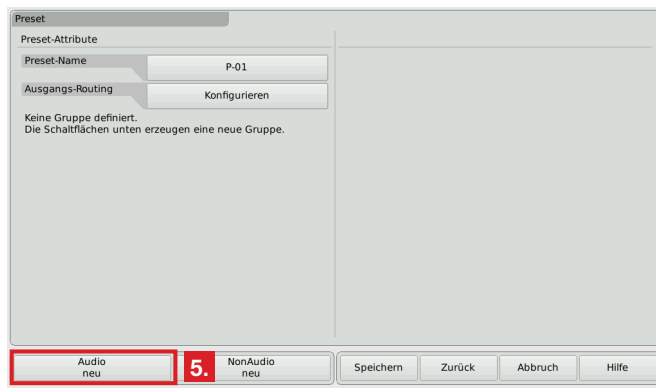 Preset
Preset-Attribute
Preset-Name
P-01
Ausgangs-Routing
Konfigurieren
Keine Gruppe definiert.
Die Schaltflächen unten erzeugen eine neue Gruppe.
Audio
neu
5.
NonAudio
neu
Speichern
Zurück
Abbruch
Hilfe